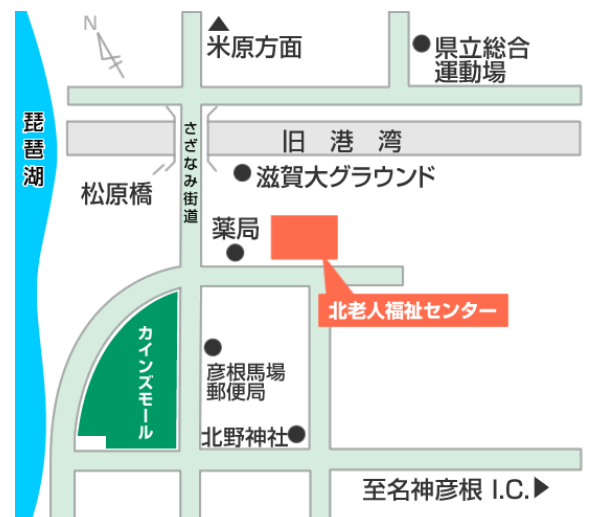 N
▲
米原方面
●県立総合
運動場
琵琶湖
さざなみ街道
旧港湾
松原橋
●滋賀大グラウンド
薬局
●
北老人福祉センター
カインズモール
●
彦根馬場
郵便局
北野神社●
至名神彦根 I.C.▶